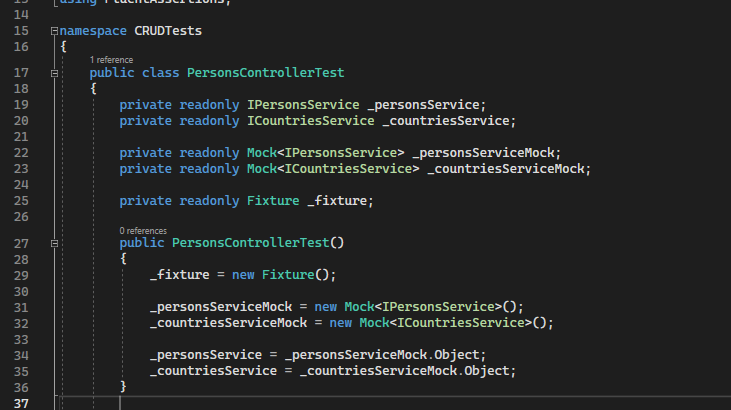 13 using FluentAssertions;
14
15 namespace CRUDTests
16 {
1 reference
17 public class PersonsControllerTest
18 {
19 private readonly IPersonsService _personsService;
20 private readonly ICountriesService _countriesService;
21
22 private readonly Mock<IPersonsService> _personsServiceMock;
23 private readonly Mock<ICountriesService> _countriesServiceMock;
24
25 private readonly Fixture _fixture;
26
0 references
27 public PersonsControllerTest()
28 {
29 _fixture = new Fixture();
30
31 _personsServiceMock = new Mock<IPersonsService>();
32 _countriesServiceMock = new Mock<ICountriesService>();
33
34 _personsService = _personsServiceMock.Object;
35 _countriesService = _countriesServiceMock.Object;
36 }
37